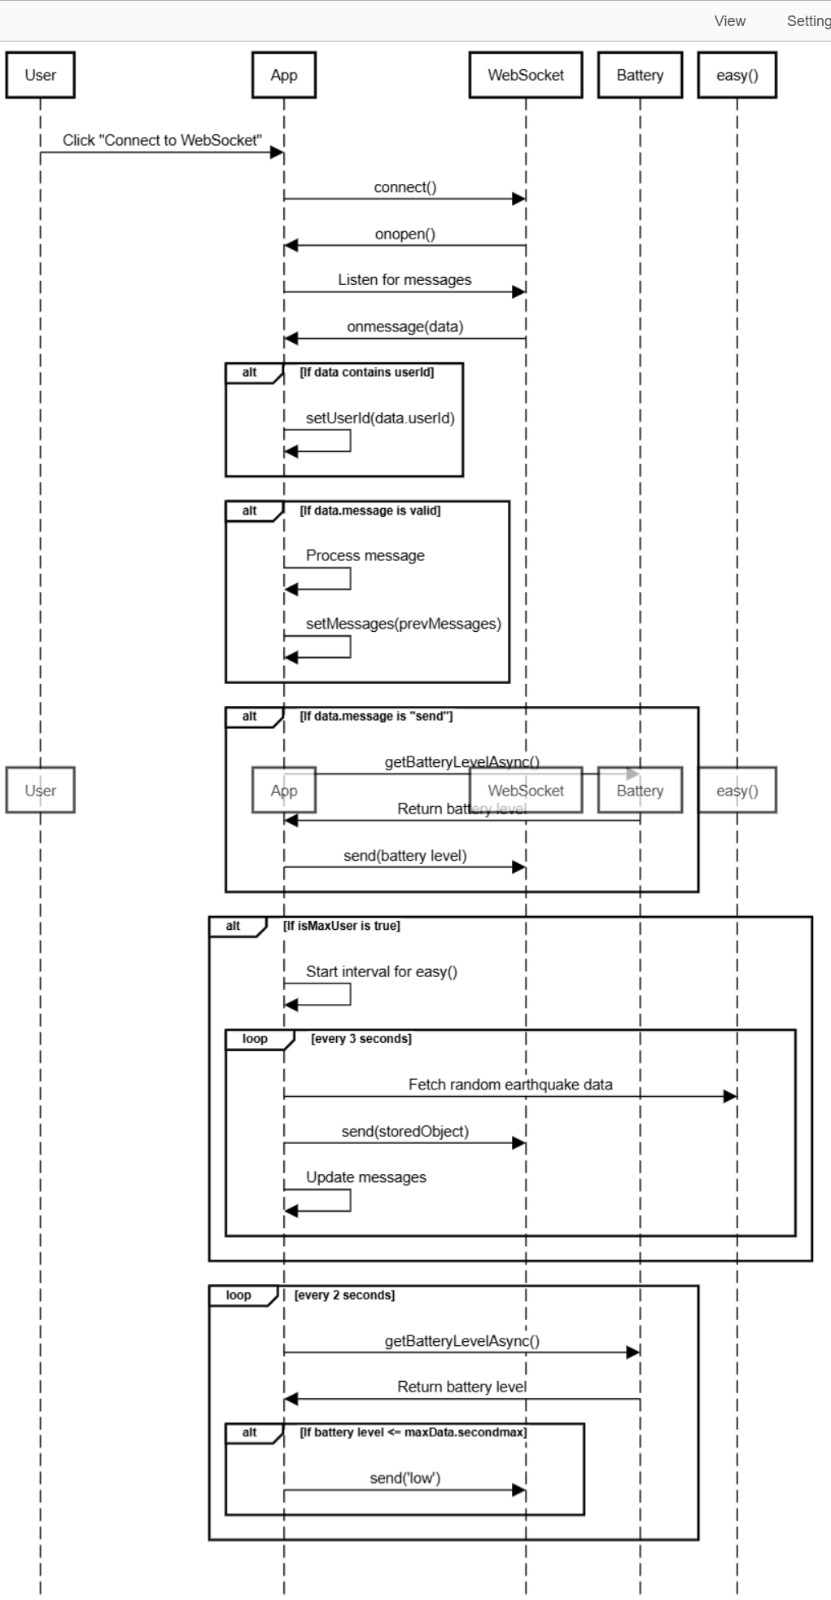 View Setting
User App WebSocket Battery easy()
Click "Connect to WebSocket"
connect()
onopen()
Listen for messages
onmessage(data)
alt [If data contains userId]
setUserId(data.userId)
alt [If data.message is valid]
Process message
setMessages(prevMessages)
alt [If data.message is "send"]
getBatteryLevelAsync()
User App WebSocket Battery easy()
Return battery level
send(battery level)
alt [If isMaxUser is true]
Start interval for easy()
loop [every 3 seconds]
Fetch random earthquake data
send(storedObject)
Update messages
loop [every 2 seconds]
getBatteryLevelAsync()
Return battery level
alt [If battery level <= maxData.secondmax]
send('low')